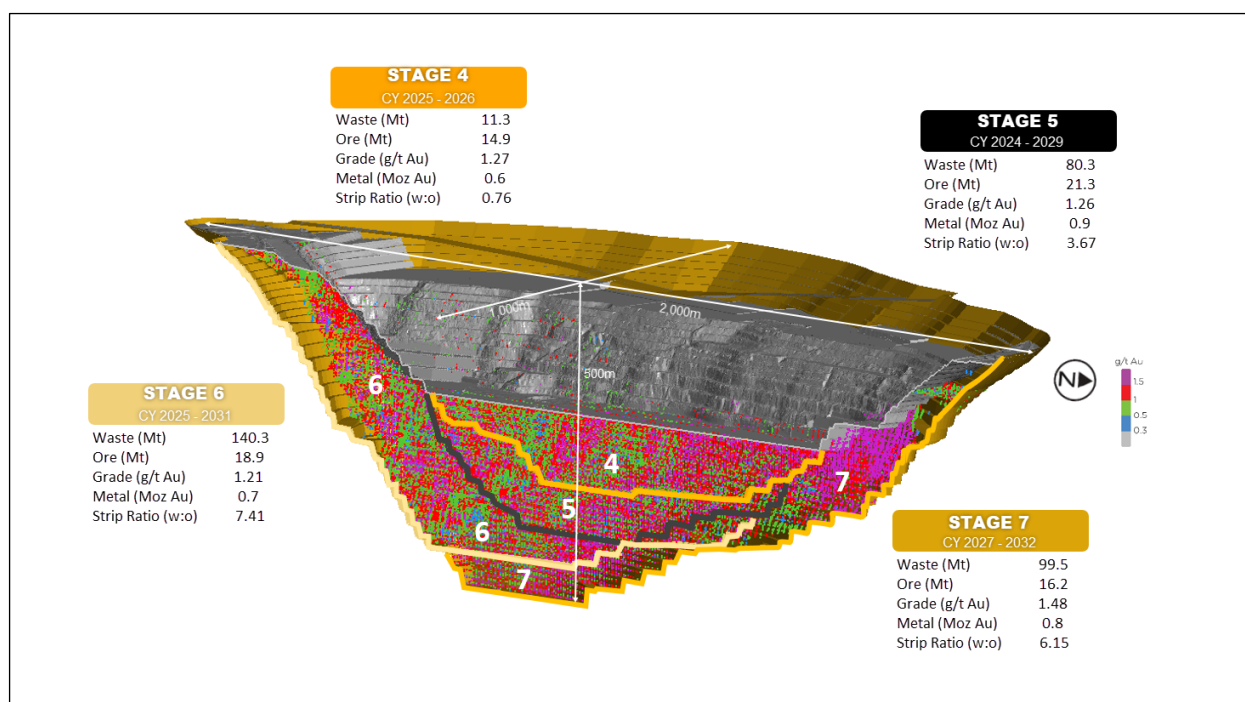 STAGE 4
CY 2025 - 2026
Waste (Mt) 11.3
Ore (Mt) 14.9
Grade (g/t Au) 1.27
Metal (Moz Au) 0.6
Strip Ratio (w:o) 0.76
STAGE 5
CY 2024 - 2029
Waste (Mt) 80.3
Ore (Mt) 21.3
Grade (g/t Au) 1.26
Metal (Moz Au) 0.9
Strip Ratio (w:o) 3.67
1,000m
2,000m
500m
STAGE 6
CY 2025 - 2031
Waste (Mt) 140.3
Ore (Mt) 18.9
Grade (g/t Au) 1.21
Metal (Moz Au) 0.7
Strip Ratio (w:o) 7.41
6
4
7
5
6
7
N
g/t Au
1.5
1
0.5
0.3
STAGE 7
CY 2027 - 2032
Waste (Mt) 99.5
Ore (Mt) 16.2
Grade (g/t Au) 1.48
Metal (Moz Au) 0.8
Strip Ratio (w:o) 6.15